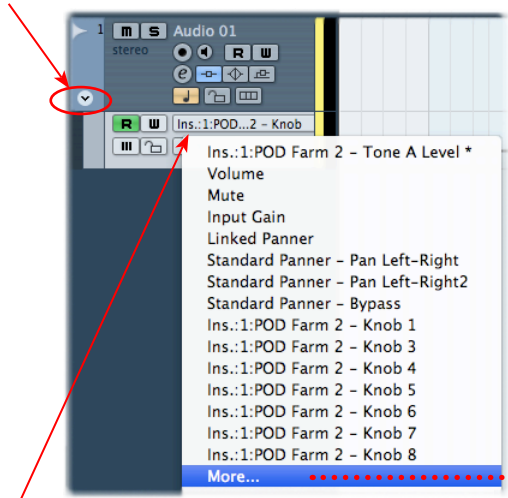 1 m S Audio 01
stereo R W
e
R W Ins.:1:POD...2 - Knob
Ins.:1:POD Farm 2 - Tone A Level *
Volume
Mute
Input Gain
Linked Panner
Standard Panner - Pan Left-Right
Standard Panner - Pan Left-Right2
Standard Panner - Bypass
Ins.:1:POD Farm 2 - Knob 1
Ins.:1:POD Farm 2 - Knob 3
Ins.:1:POD Farm 2 - Knob 4
Ins.:1:POD Farm 2 - Knob 5
Ins.:1:POD Farm 2 - Knob 6
Ins.:1:POD Farm 2 - Knob 7
Ins.:1:POD Farm 2 - Knob 8
More...